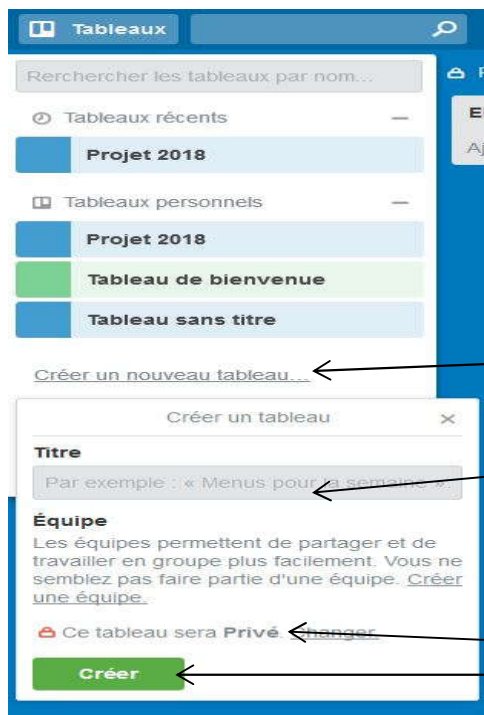 Tableaux
Rerchercher les tableaux par nom...
Tableaux récents
Projet 2018
Tableaux personnels
Projet 2018
Tableau de bienvenue
Tableau sans titre
Créer un nouveau tableau...
Créer un tableau
Titre
Par exemple : « Menus pour la semaine »
Équipe
Les équipes permettent de partager et de
travailler en groupe plus facilement. Vous ne
semblez pas faire partie d'une équipe. Créer
une équipe.
Ce tableau sera Privé. Changer.
Créer